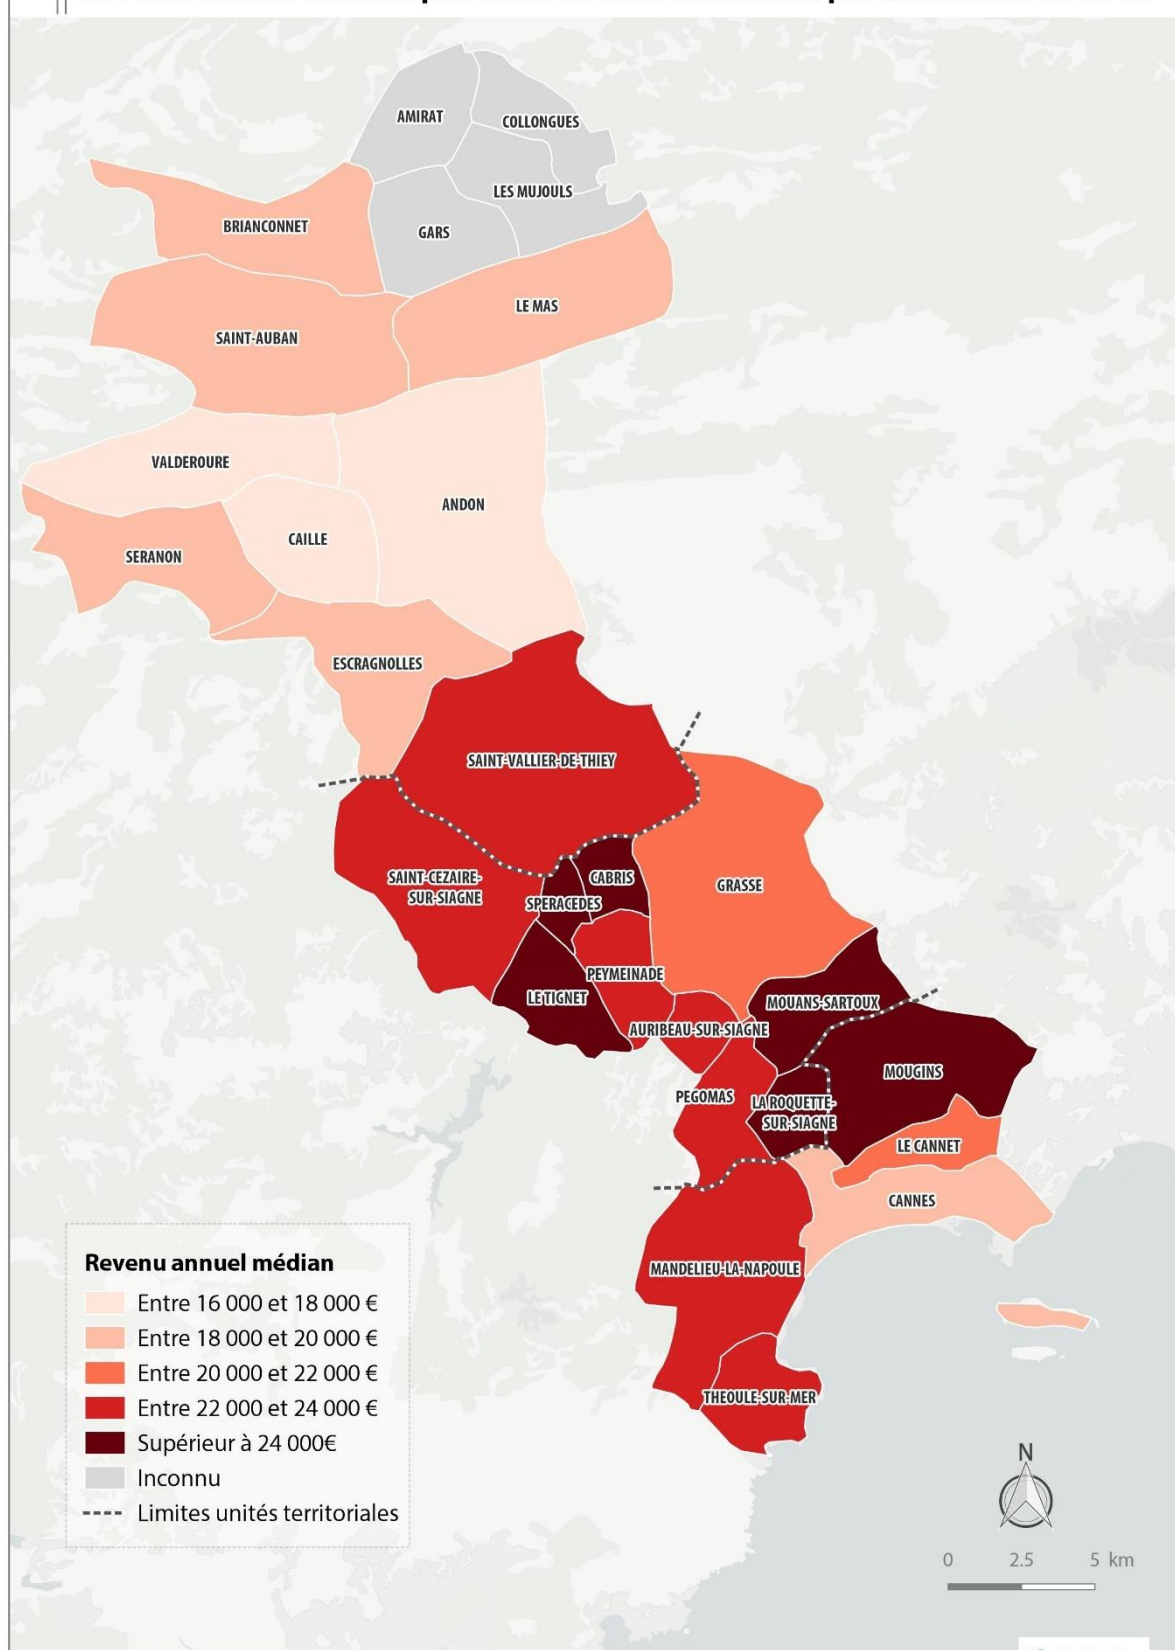 AMIRAT
COLLONGUES
LES MUJOULS
BRIANCONNET
GARS
LE MAS
SAINT-AUBAN
VALDEROURE
ANDON
CAILLE
SERANON
ESCRAGNOLLES
SAINT-VALLIER-DE-THIEY
SAINT-CEZAIRE-
SUR-SIAGNE
CABRIS
GRASSE
SPERACEDES
PEYMEINADE
LE TIGNET
MOUANS-SARTOUX
AURIBEAU-SUR-SIAGNE
MOUGINS
PEGOMAS
LA ROQUETTE-
SUR-SIAGNE
LE CANNET
CANNES
MANDELIEU-LA-NAPOULE
THEOULE-SUR-MER
Revenu annuel médian
Entre 16 000 et 18 000 €
Entre 18 000 et 20 000 €
Entre 20 000 et 22 000 €
Entre 22 000 et 24 000 €
Supérieur à 24 000€
Inconnu
Limites unités territoriales
N
0 2.5 5 km